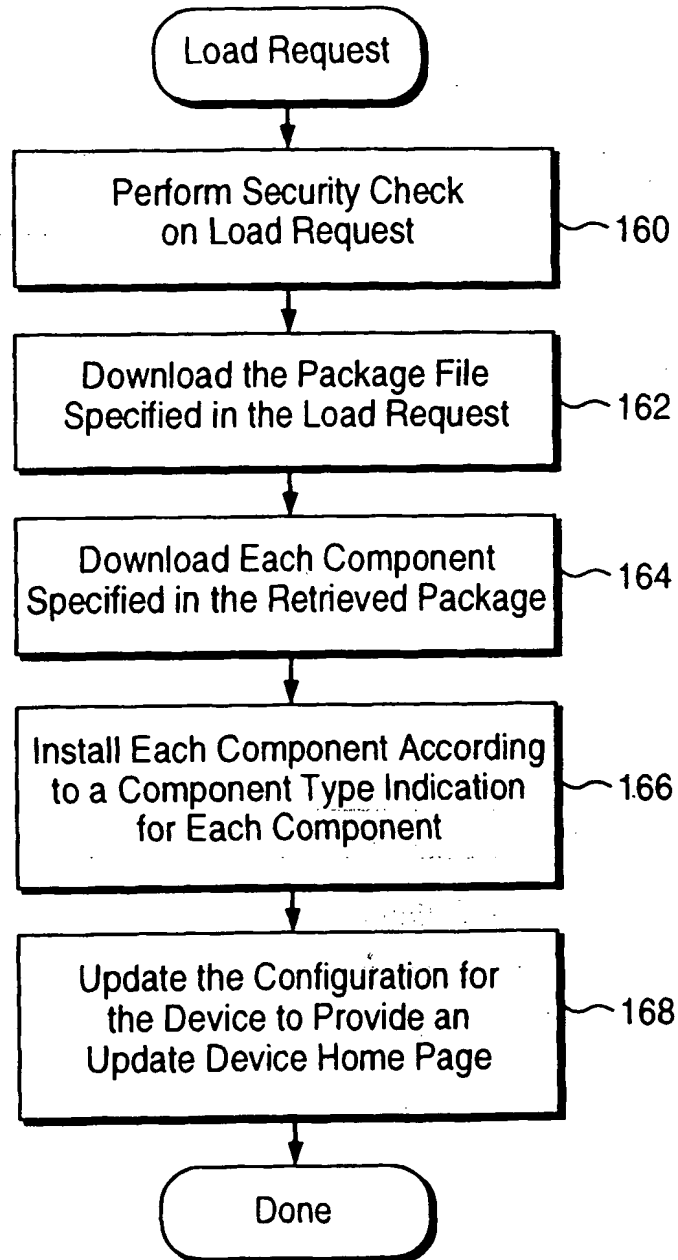 Load Request
Perform Security Check
on Load Request
160
Download the Package File
Specified in the Load Request
162
Download Each Component
Specified in the Retrieved Package
164
Install Each Component According
to a Component Type Indication
for Each Component
166
Update the Configuration for
the Device to Provide an
Update Device Home Page
168
Done